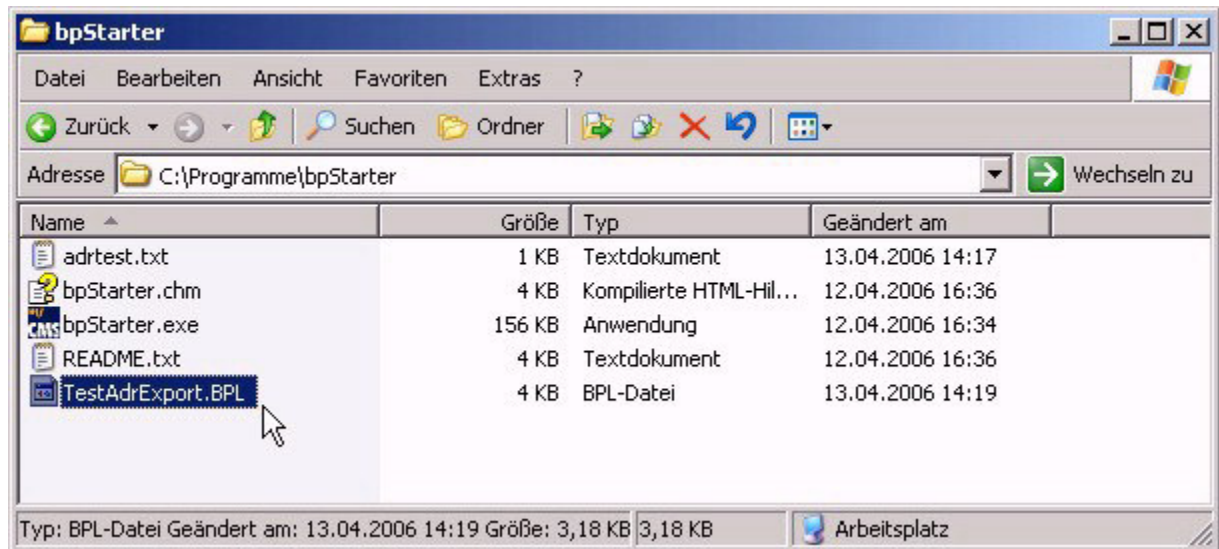 bpStarter
Datei Bearbeiten Ansicht Favoriten Extras ?
Zurück Suchen Ordner
Adresse C:\Programme\bpStarter Wechseln zu
Name Größe Typ Geändert am
adrtest.txt 1 KB Textdokument 13.04.2006 14:17
bpStarter.chm 4 KB Kompilierte HTML-Hil... 12.04.2006 16:36
CMS bpStarter.exe 156 KB Anwendung 12.04.2006 16:34
README.txt 4 KB Textdokument 12.04.2006 16:36
TestAdrExport.BPL 4 KB BPL-Datei 13.04.2006 14:19
Typ: BPL-Datei Geändert am: 13.04.2006 14:19 Größe: 3,18 KB 3,18 KB Arbeitsplatz